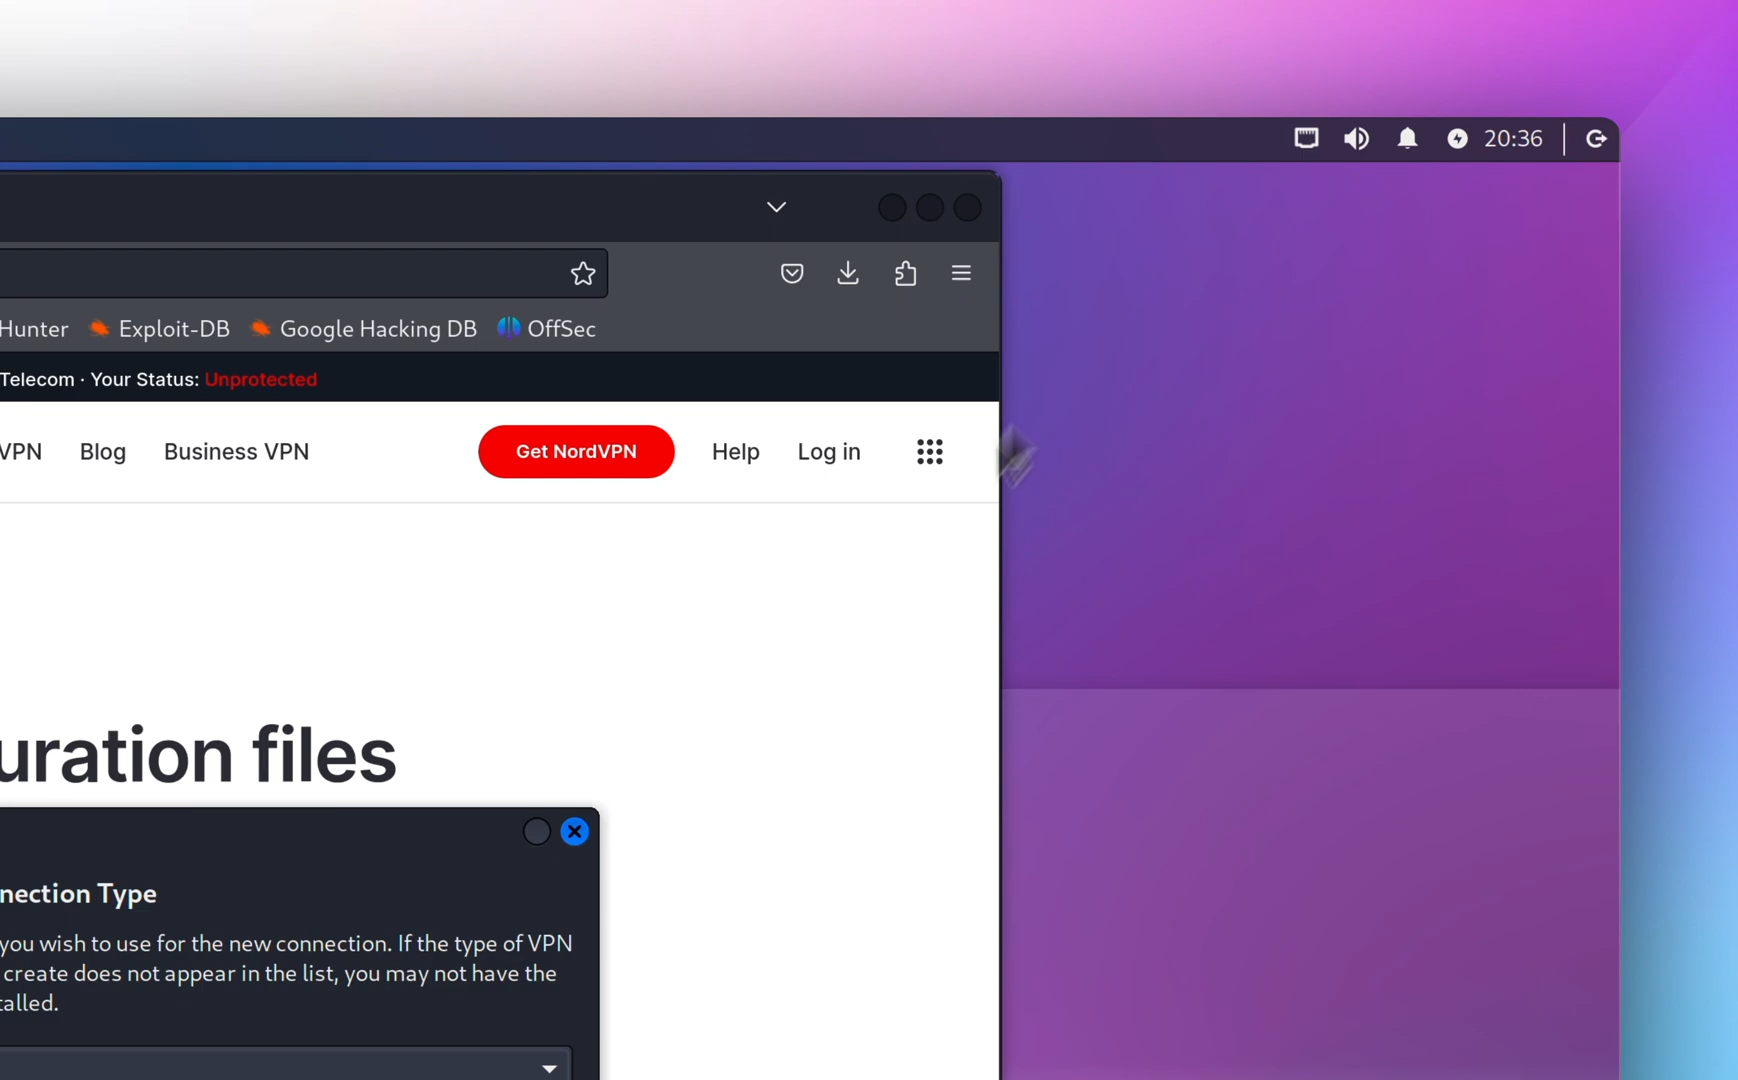 20:36
Hunter Exploit-DB Google Hacking DB OffSec
Telecom · Your Status: Unprotected
VPN Blog Business VPN Get NordVPN Help Log in
uration files
nection Type
you wish to use for the new connection. If the type of VPN
create does not appear in the list, you may not have the
talled.